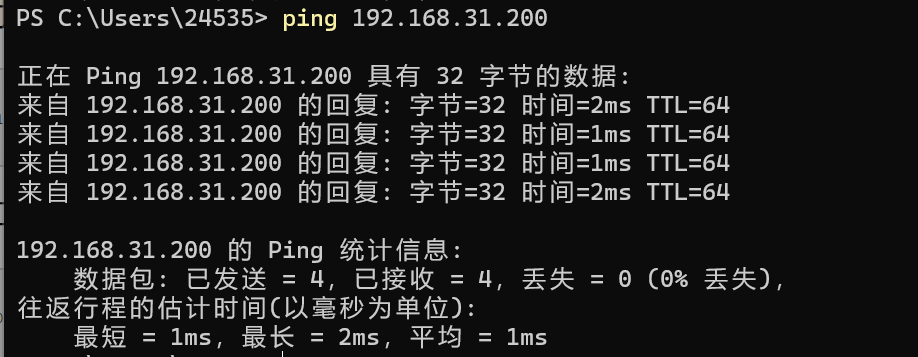 PS C:\Users\24535> ping 192.168.31.200
正在 Ping 192.168.31.200 具有 32 字节的数据:
来自 192.168.31.200 的回复: 字节=32 时间=2ms TTL=64
来自 192.168.31.200 的回复: 字节=32 时间=1ms TTL=64
来自 192.168.31.200 的回复: 字节=32 时间=1ms TTL=64
来自 192.168.31.200 的回复: 字节=32 时间=2ms TTL=64
192.168.31.200 的 Ping 统计信息:
数据包: 已发送 = 4, 已接收 = 4, 丢失 = 0 (0% 丢失),
往返行程的估计时间(以毫秒为单位):
最短 = 1ms, 最长 = 2ms, 平均 = 1ms